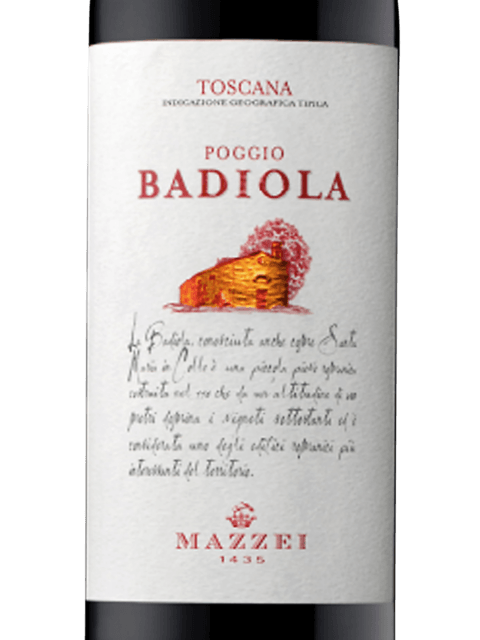 TOSCANA
INDICAZIONE GEOGRAFICA TIPICA
POGGIO
BADIOLA
La Badiola, conosciuta anche come Santa
Maria in Colle è una piccola pieve romanica
costruita nel che da un altitudine di
metri domina i vigneti sottostanti ed è
considerata uno degli edifici romanici più
interessanti del territorio.
MAZZEI
1435